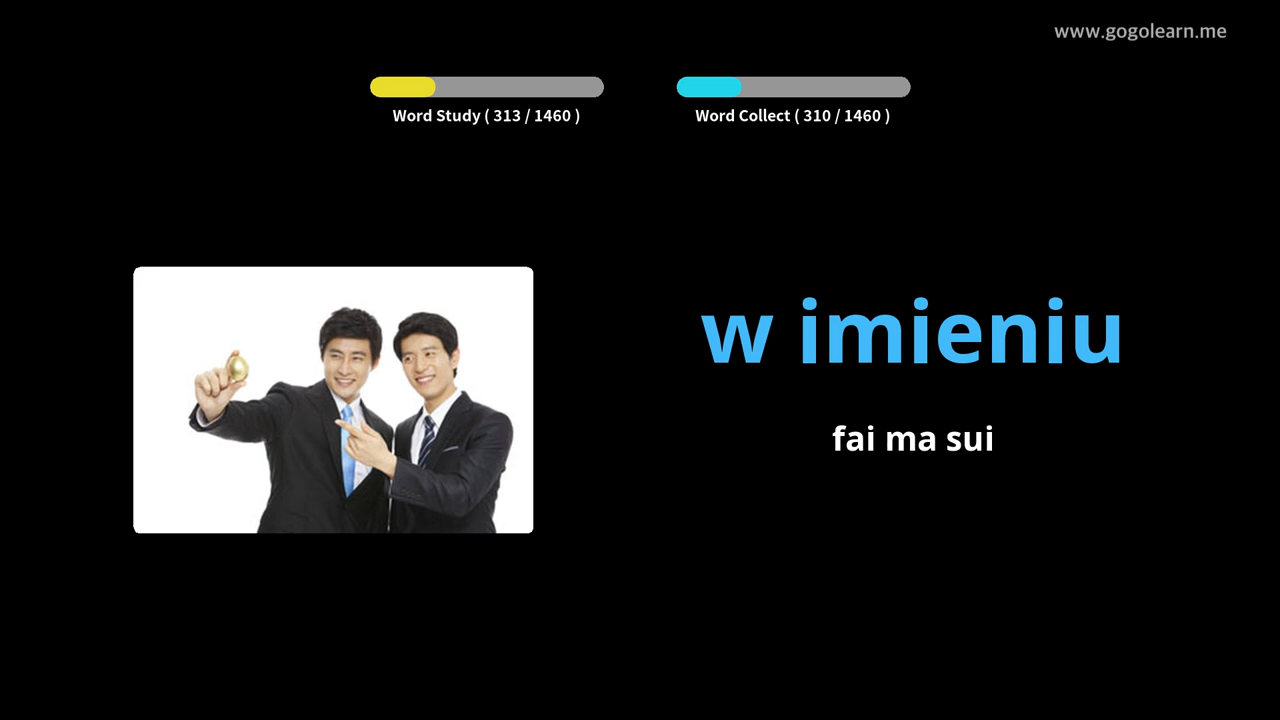 www.gogolearn.me
Word Study ( 313 / 1460 )
Word Collect ( 310 / 1460 )
w imieniu
fai ma sui